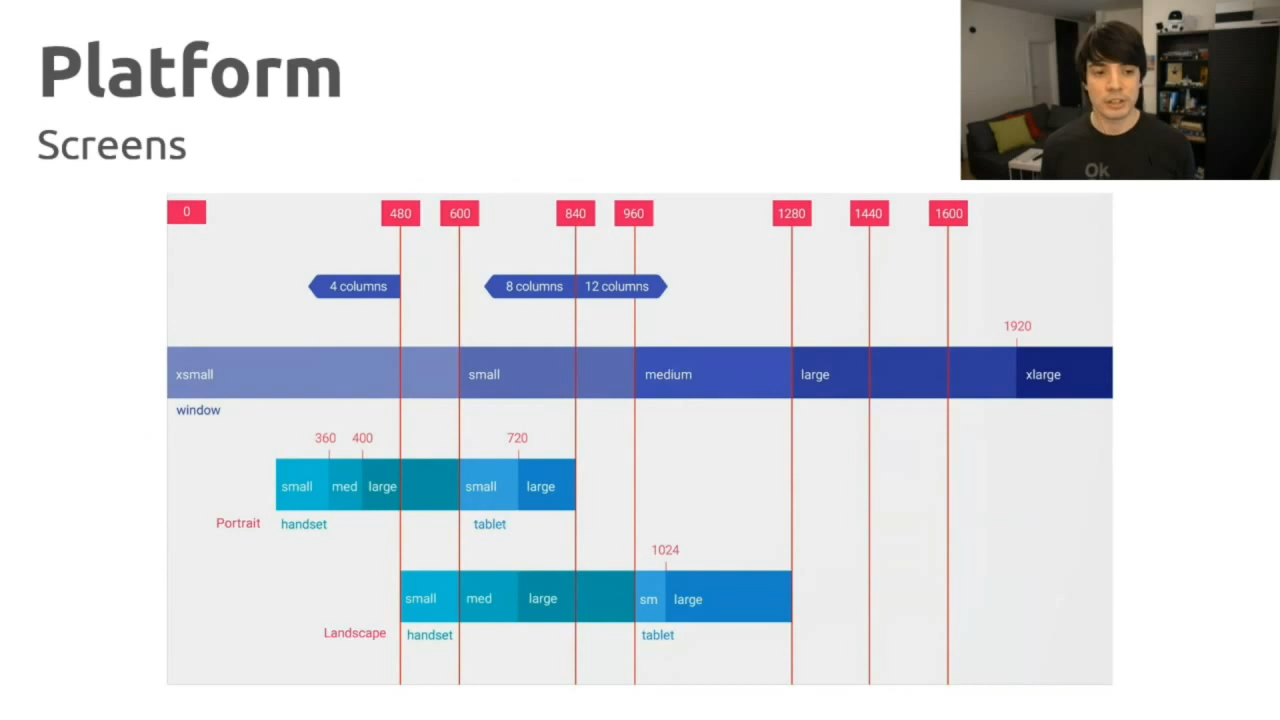 Platform
Screens
Ok
0 480 600 840 960 1280 1440 1600
4 columns 8 columns 12 columns
1920
xsmall small medium large xlarge
window
360 400 720
small med large small large
Portrait handset tablet
1024
small med large sm large
Landscape handset tablet